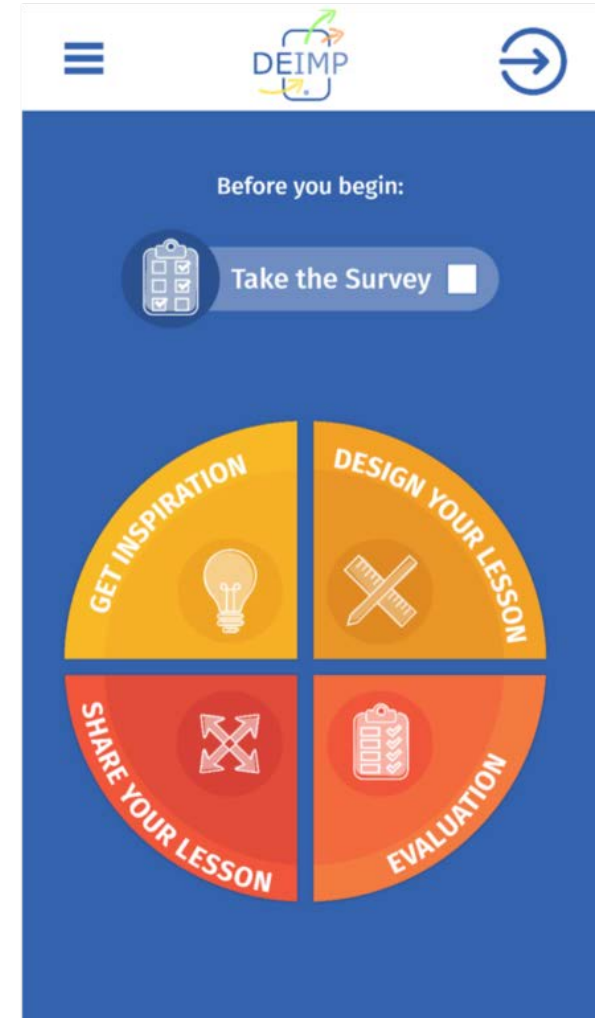 DEIMP
Before you begin:
Take the Survey
GET INSPIRATION
DESIGN YOUR LESSON
SHARE YOUR LESSON
EVALUATION